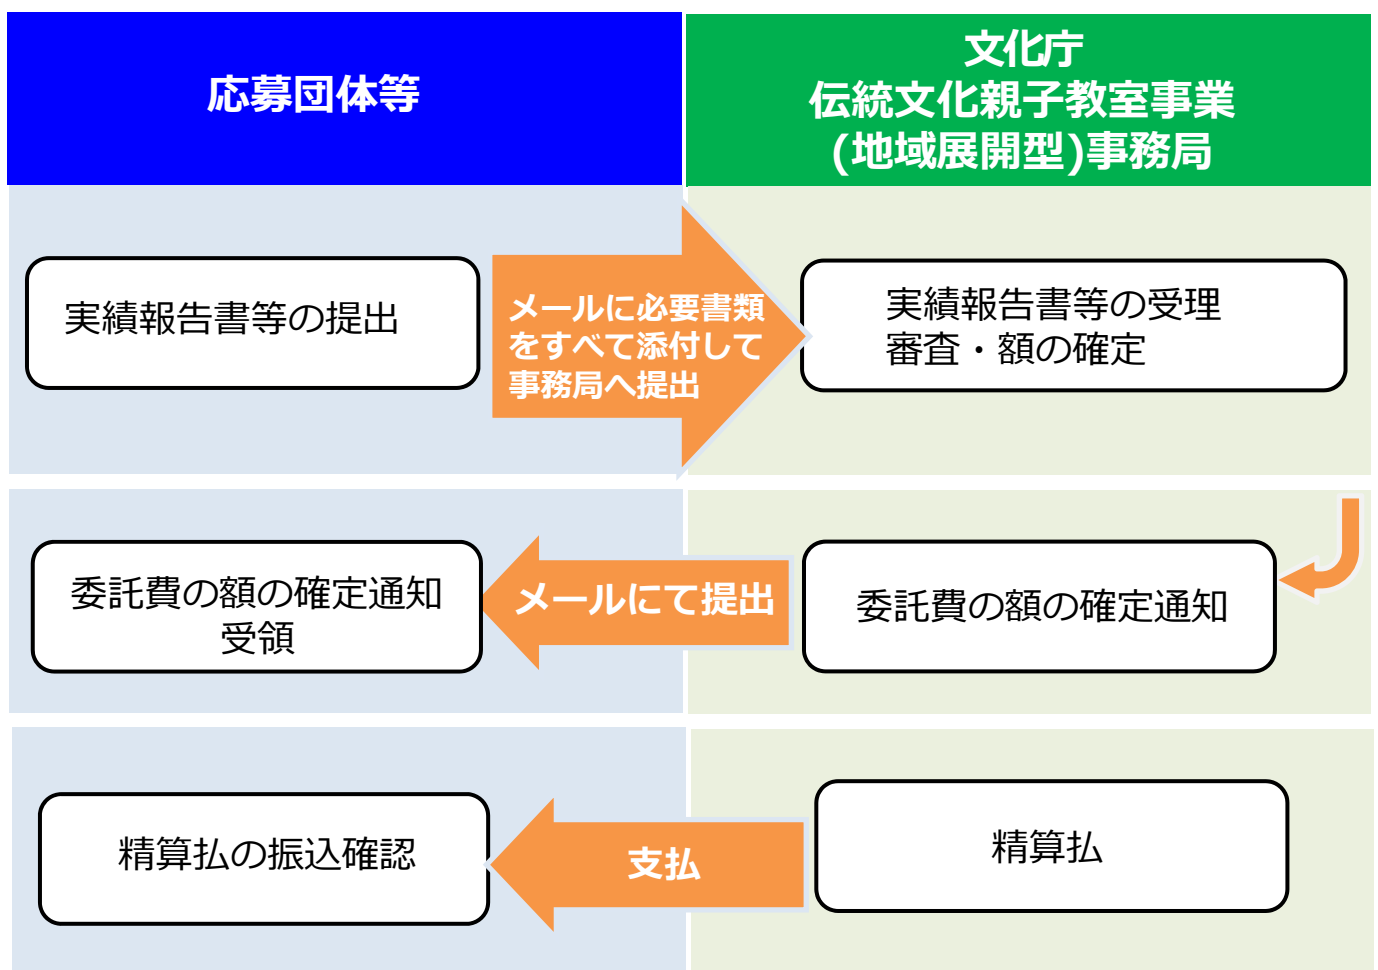 応募団体等
文化庁
伝統文化親子教室事業
(地域展開型)事務局
実績報告書等の提出
メールに必要書類
をすべて添付して
事務局へ提出
実績報告書等の受理
審査・額の確定
委託費の額の確定通知
受領
メールにて提出
委託費の額の確定通知
精算払の振込確認
支払
精算払